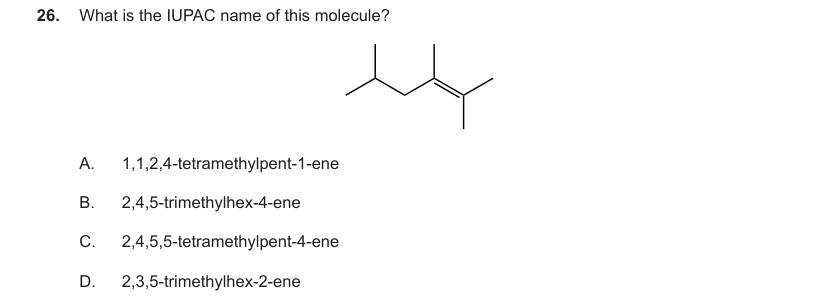 26. What is the IUPAC name of this molecule?
A. 1,1,2,4-tetramethylpent-1-ene
B. 2,4,5-trimethylhex-4-ene
C. 2,4,5,5-tetramethylpent-4-ene
D. 2,3,5-trimethylhex-2-ene